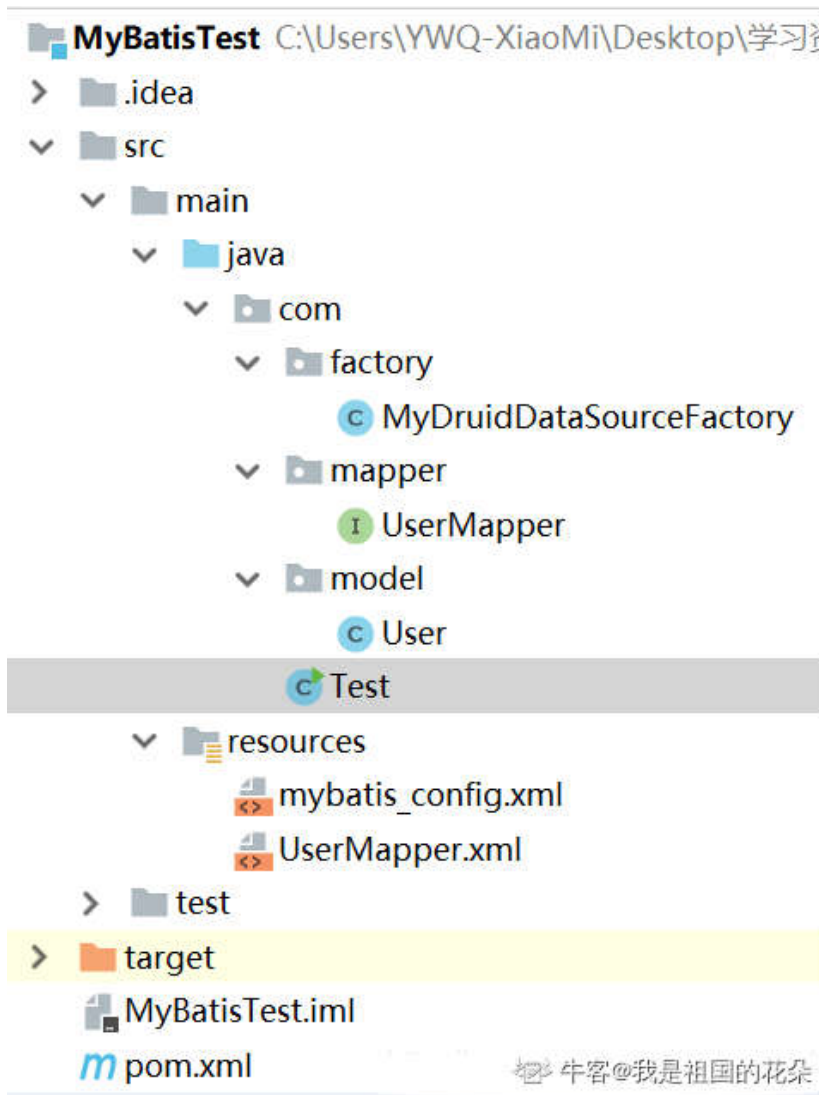 MyBatisTest C:\Users\YWQ-XiaoMi\Desktop\学习
.idea
src
main
java
com
factory
C MyDruidDataSourceFactory
mapper
I UserMapper
model
C User
C Test
resources
<> mybatis_config.xml
<> UserMapper.xml
test
target
MyBatisTest.iml
m pom.xml
牛客@我是祖国的花朵